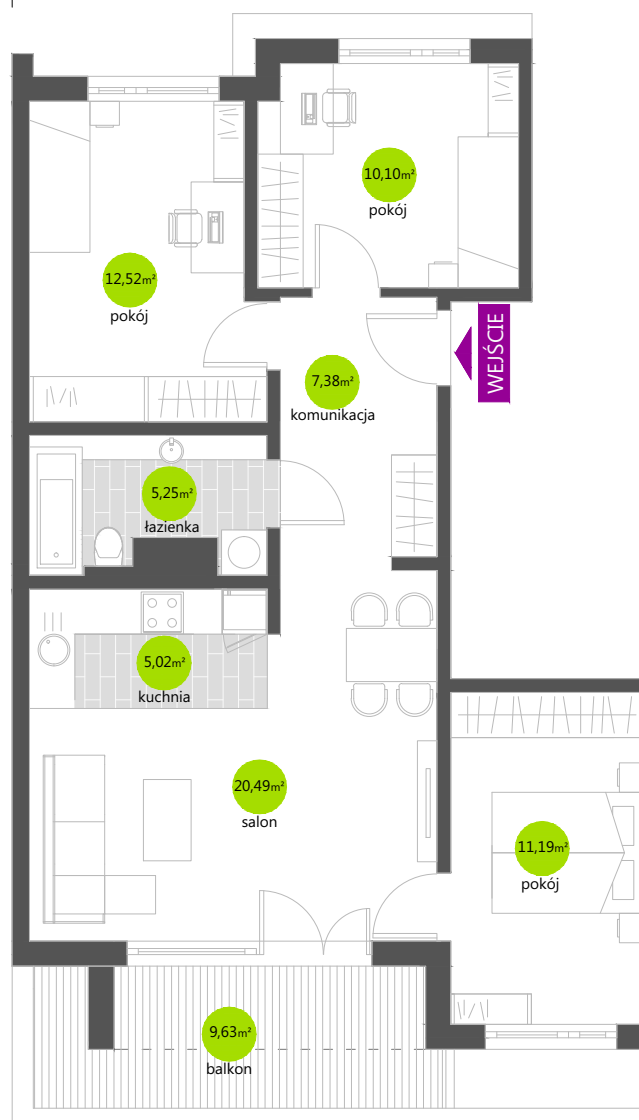 10,10m²
pokój
12,52m²
pokój
WEJŚCIE
7,38m²
komunikacja
5,25m²
łazienka
5,02m²
kuchnia
20,49m²
salon
11,19m²
pokój
9,63m²
balkon